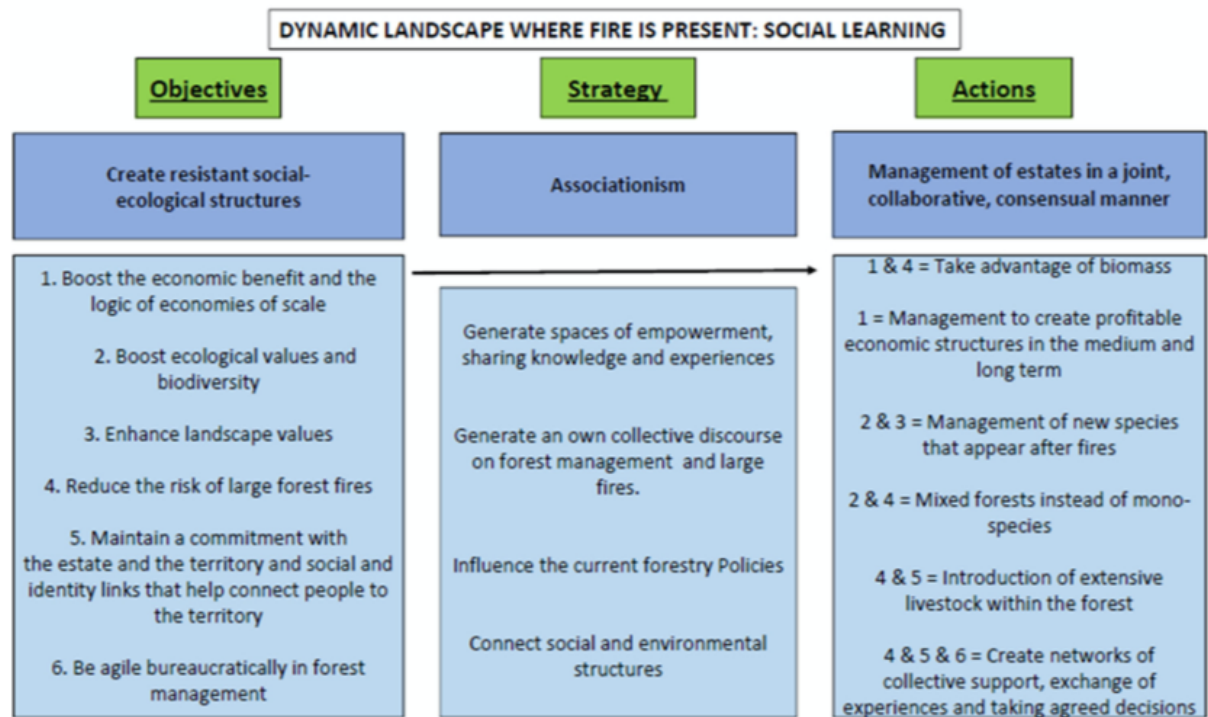 DYNAMIC LANDSCAPE WHERE FIRE IS PRESENT: SOCIAL LEARNING
Objectives
Create resistant social-
ecological structures
1. Boost the economic benefit and the
logic of economies of scale
2. Boost ecological values and
biodiversity
3. Enhance landscape values
4. Reduce the risk of large forest fires
5. Maintain a commitment with
the estate and the territory and social and
identity links that help connect people to
the territory
6. Be agile bureaucratically in forest
management
Strategy
Associationism
Generate spaces of empowerment,
sharing knowledge and experiences
Generate an own collective discourse
on forest management and large
fires.
Influence the current forestry Policies
Connect social and environmental
structures
Actions
Management of estates in a joint,
collaborative, consensual manner
1 & 4 = Take advantage of biomass
1 = Management to create profitable
economic structures in the medium and
long term
2 & 3 = Management of new species
that appear after fires
2 & 4 = Mixed forests instead of mono-
species
4 & 5 = Introduction of extensive
livestock within the forest
4 & 5 & 6 = Create networks of
collective support, exchange of
experiences and taking agreed decisions